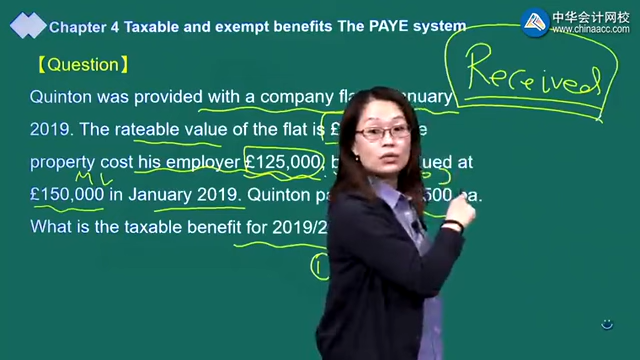 Chapter 4 Taxable and exempt benefits The PAYE system
中华会计网校
www.chinaacc.com
【Question】
Received
Quinton was provided with a company
2019. The rateable value of the flat is £
property cost his employer £125,000,
MV
£150,000 in January 2019. Quinton 500 pa.
What is the taxable benefit for 2019/2
①